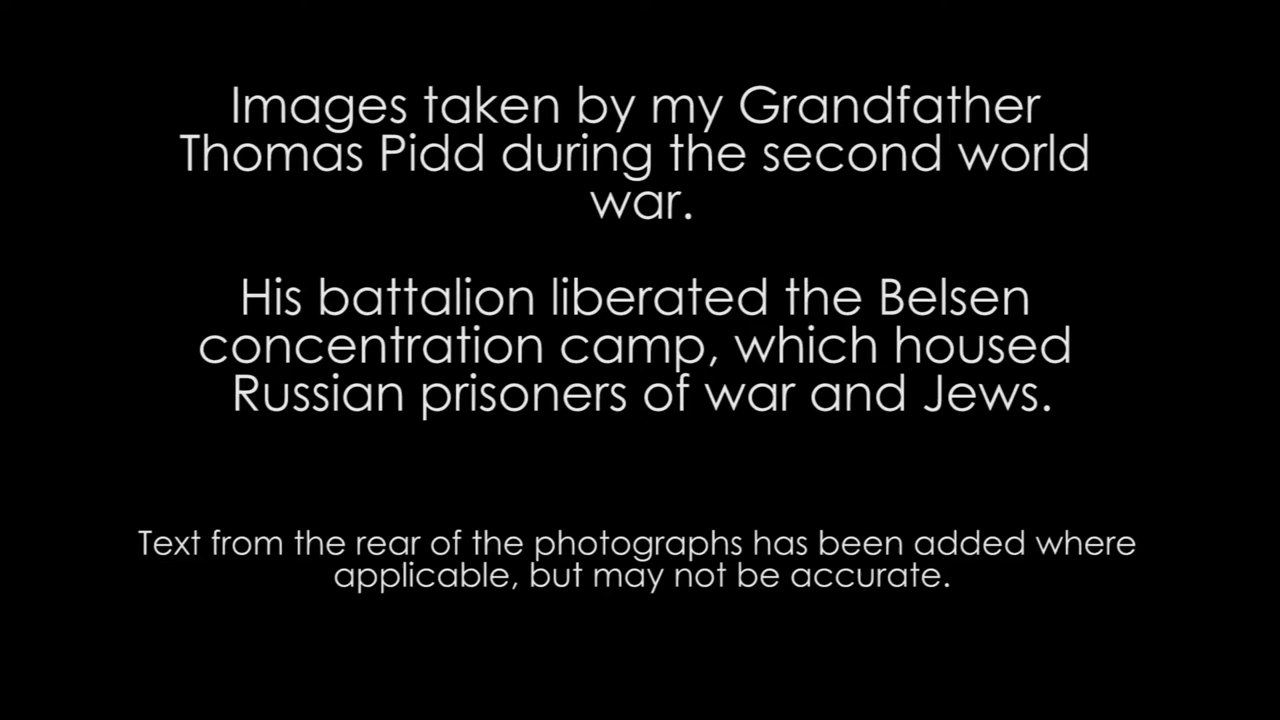 Images taken by my Grandfather
Thomas Pidd during the second world
war.
His battalion liberated the Belsen
concentration camp, which housed
Russian prisoners of war and Jews.
Text from the rear of the photographs has been added where
applicable, but may not be accurate.